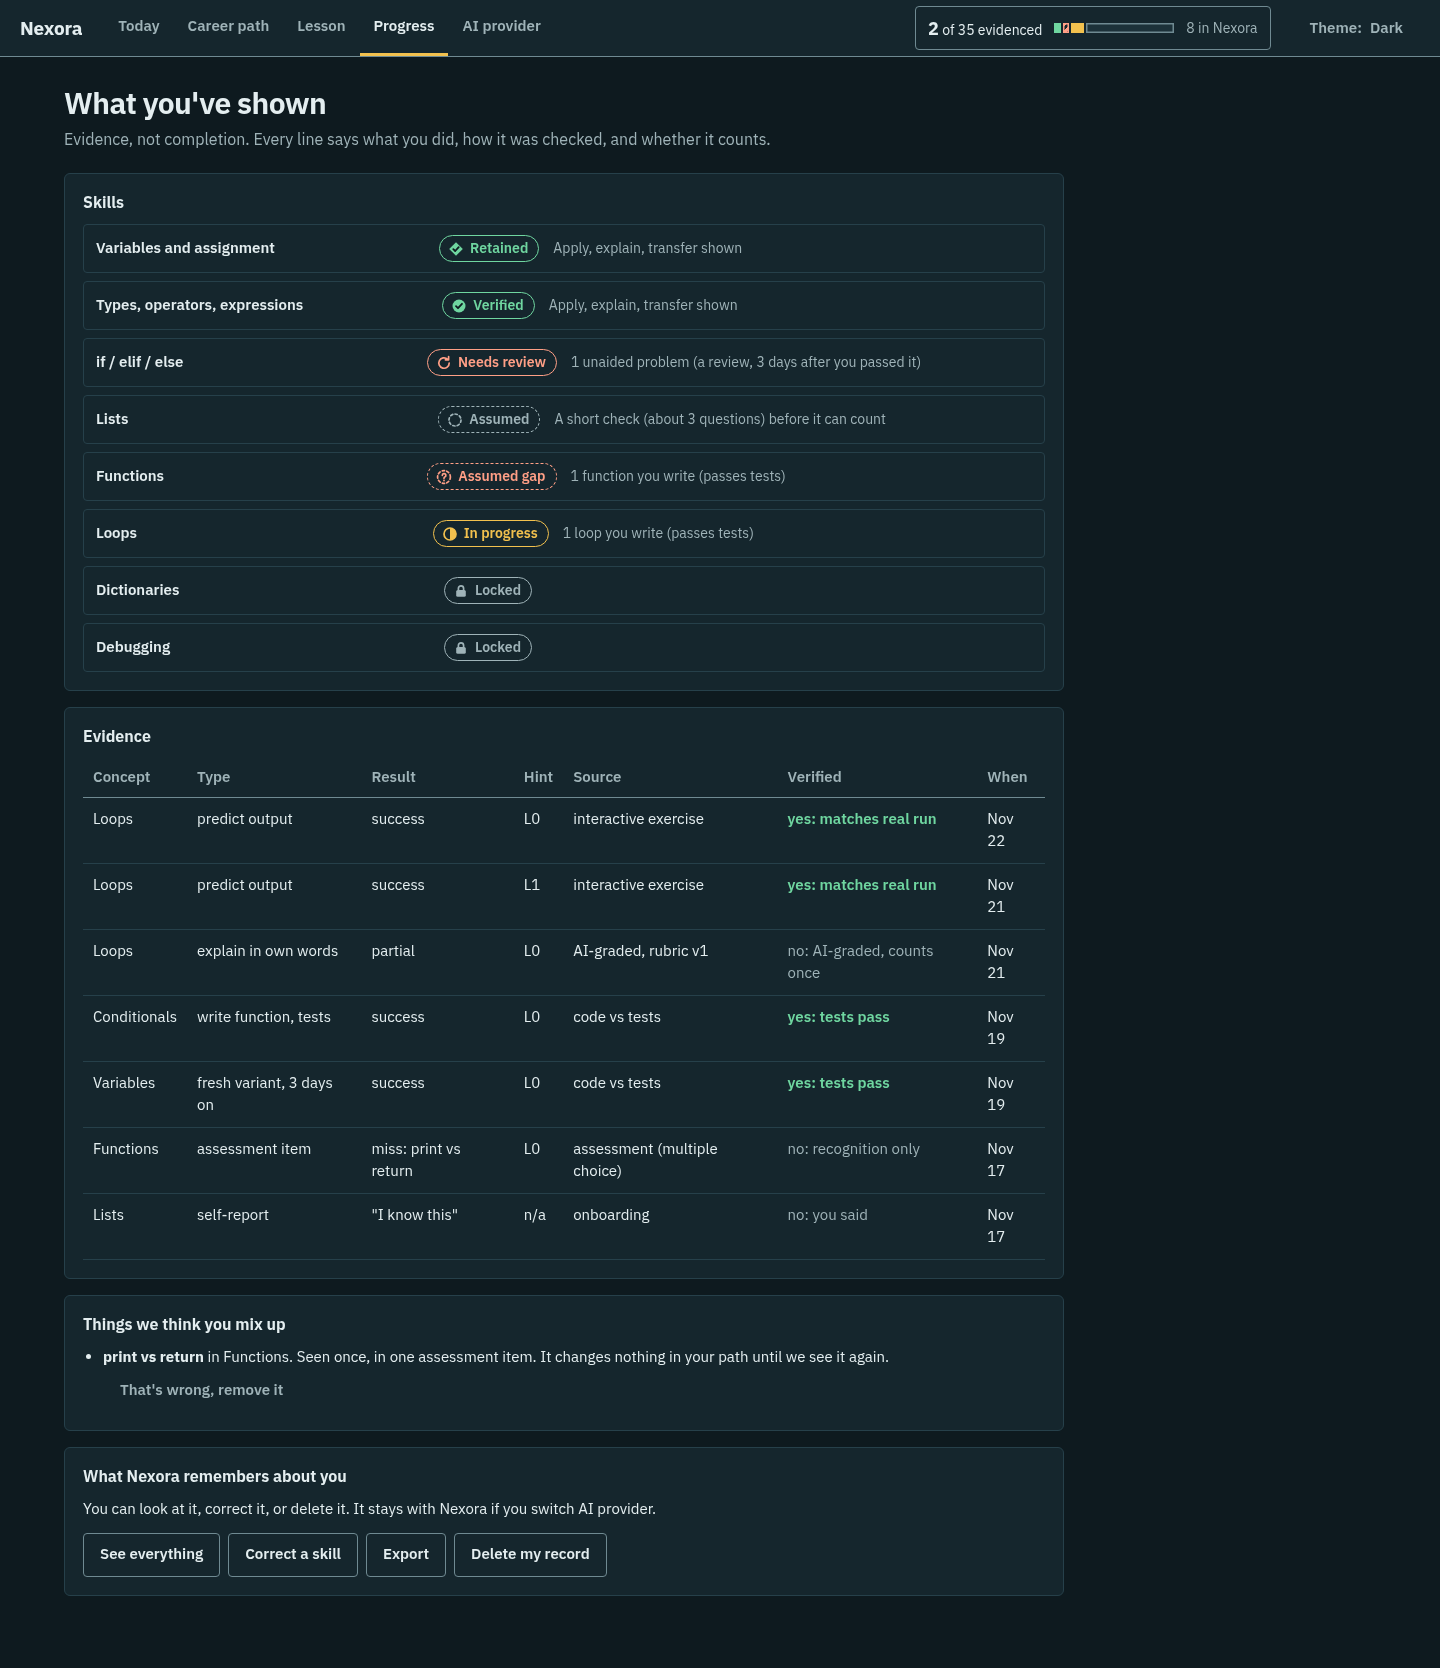 Nexora Today Career path Lesson Progress AI provider 2 of 35 evidenced 8 in Nexora Theme: Dark
What you've shown
Evidence, not completion. Every line says what you did, how it was checked, and whether it counts.
Skills
Variables and assignment Retained Apply, explain, transfer shown
Types, operators, expressions Verified Apply, explain, transfer shown
if / elif / else Needs review 1 unaided problem (a review, 3 days after you passed it)
Lists Assumed A short check (about 3 questions) before it can count
Functions Assumed gap 1 function you write (passes tests)
Loops In progress 1 loop you write (passes tests)
Dictionaries Locked
Debugging Locked
Evidence
Concept Type Result Hint Source Verified When
Loops predict output success L0 interactive exercise yes: matches real run Nov
22
Loops predict output success L1 interactive exercise yes: matches real run Nov
21
Loops explain in own words partial L0 AI-graded, rubric v1 no: AI-graded, counts Nov
once 21
Conditionals write function, tests success L0 code vs tests yes: tests pass Nov
19
Variables fresh variant, 3 days success L0 code vs tests yes: tests pass Nov
on 19
Functions assessment item miss: print vs L0 assessment (multiple no: recognition only Nov
return choice) 17
Lists self-report "I know this" n/a onboarding no: you said Nov
17
Things we think you mix up
• print vs return in Functions. Seen once, in one assessment item. It changes nothing in your path until we see it again.
That's wrong, remove it
What Nexora remembers about you
You can look at it, correct it, or delete it. It stays with Nexora if you switch AI provider.
See everything Correct a skill Export Delete my record